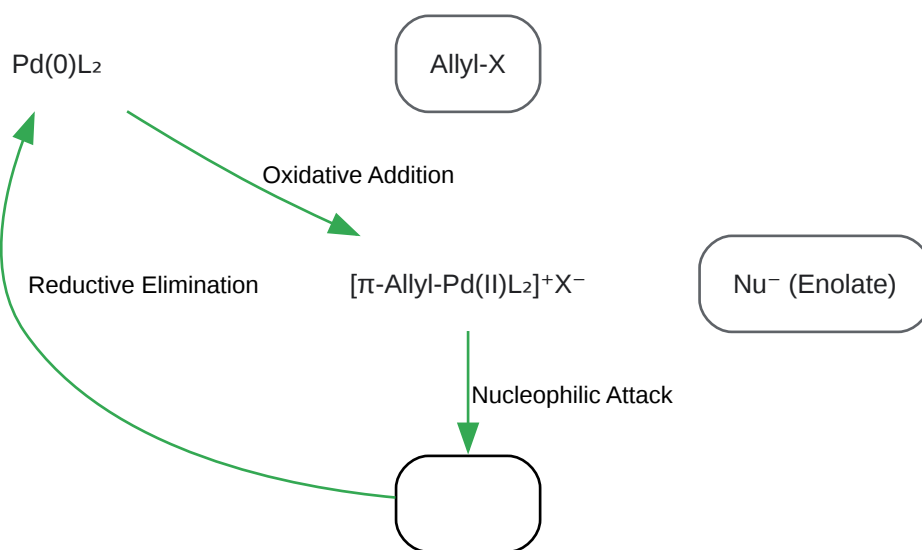 Pd(0)L₂
Allyl-X
Oxidative Addition
Reductive Elimination
[π-Allyl-Pd(II)L₂]⁺X⁻
Nu⁻ (Enolate)
Nucleophilic Attack